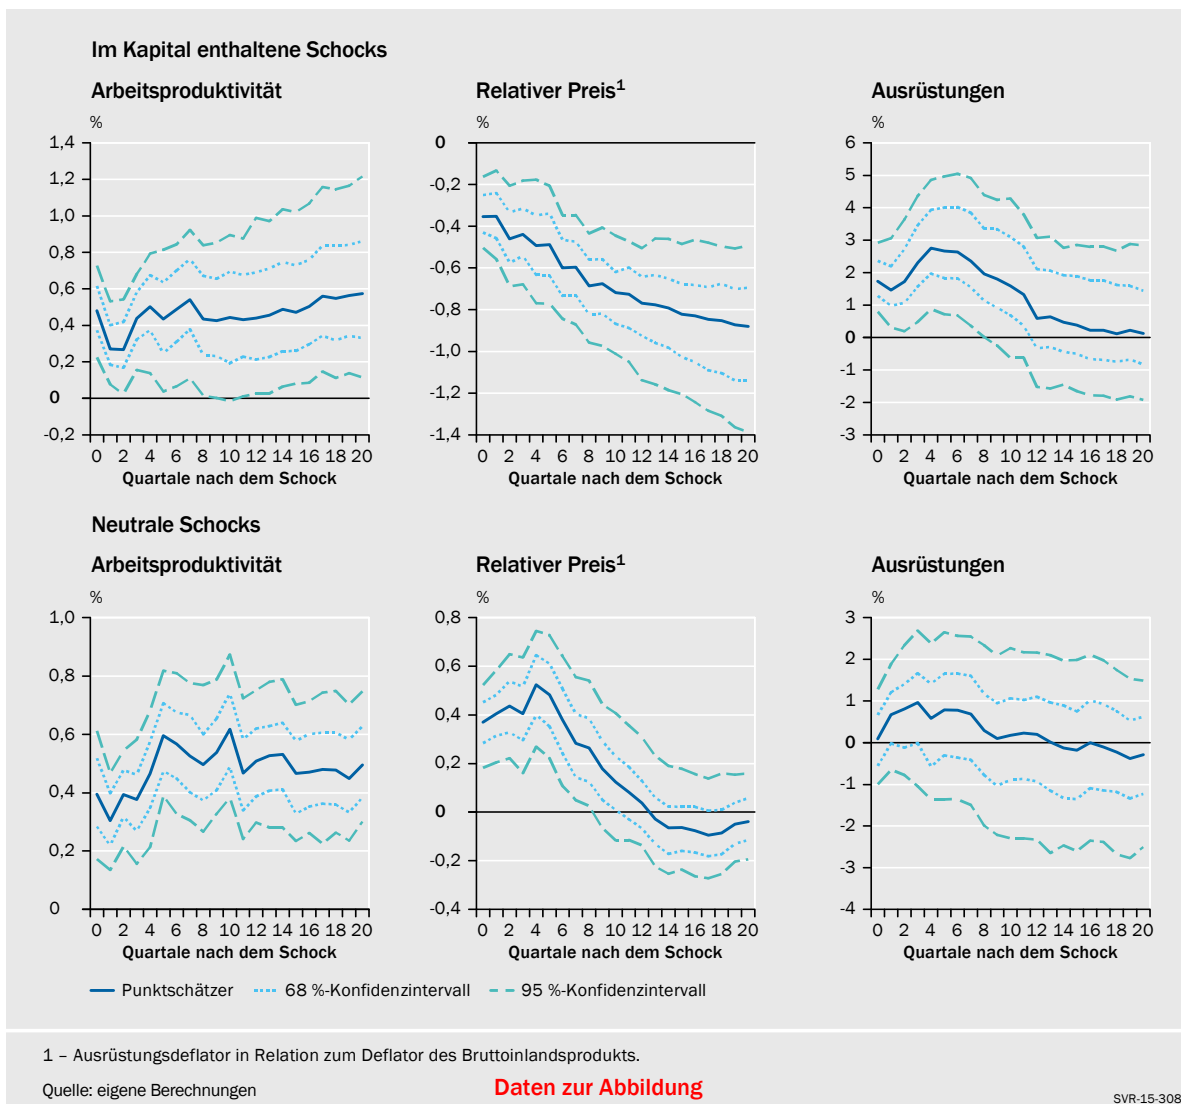 Im Kapital enthaltene Schocks
Arbeitsproduktivität
%
1,4
1,2
1,0
0,8
0,6
0,4
0,2
0
-0,2
0 2 4 6 8 10 12 14 16 20
Quartale nach dem Schock
Relativer Preis1
%
0
-0,2
-0,4
-0,6
-0,8
-1,0
-1,2
-1,4
0 2 4 6 8 10 12 14 16 20
Quartale nach dem Schock
Ausrüstungen
%
6
5
4
3
2
1
0
-1
-2
-3
0 2 4 6 8 10 12 14 16 20
Quartale nach dem Schock
Neutrale Schocks
Arbeitsproduktivität
%
1,0
0,8
0,6
0,4
0,2
0
0 2 4 6 8 10 12 14 16 20
Quartale nach dem Schock
Relativer Preis1
%
0,8
0,6
0,4
0,2
0
-0,2
-0,4
0 2 4 6 8 10 12 14 16 20
Quartale nach dem Schock
Ausrüstungen
%
3
2
1
0
-1
-2
-3
-4
0 2 4 6 8 10 12 14 16 20
Quartale nach dem Schock
Punktschätzer 68 %-Konfidenzintervall 95 %-Konfidenzintervall
1 – Ausrüstungsdeflator in Relation zum Deflator des Bruttoinlandsprodukts.
Quelle: eigene Berechnungen
Daten zur Abbildung
SVR-15-308